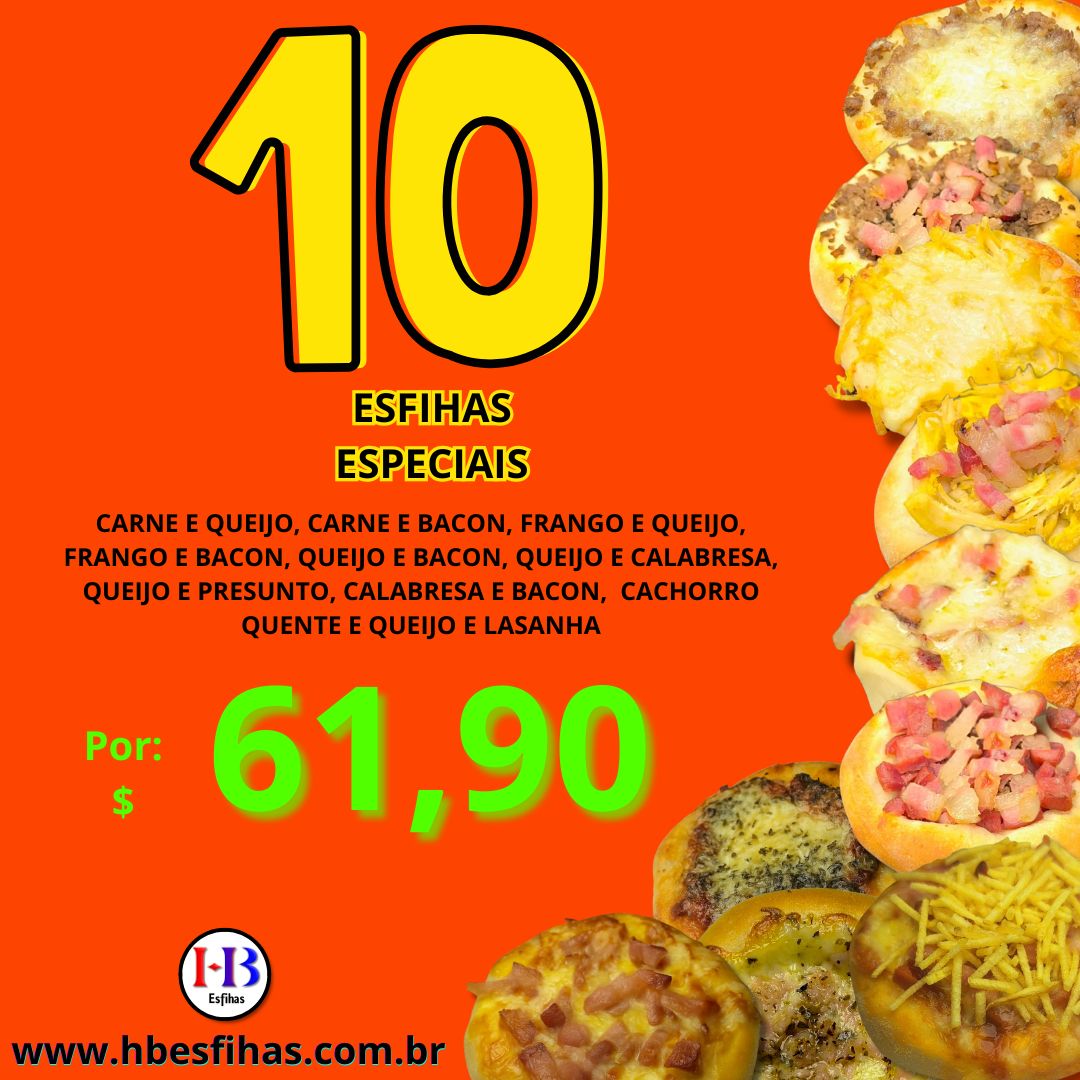 10
ESFIHAS
ESPECIAIS
CARNE E QUEIJO, CARNE E BACON, FRANGO E QUEIJO,
FRANGO E BACON, QUEIJO E BACON, QUEIJO E CALABRESA,
QUEIJO E PRESUNTO, CALABRESA E BACON, CACHORRO
QUENTE E QUEIJO E LASANHA
Por:
$
61,90
HB
Esfihas
www.hbesfihas.com.br